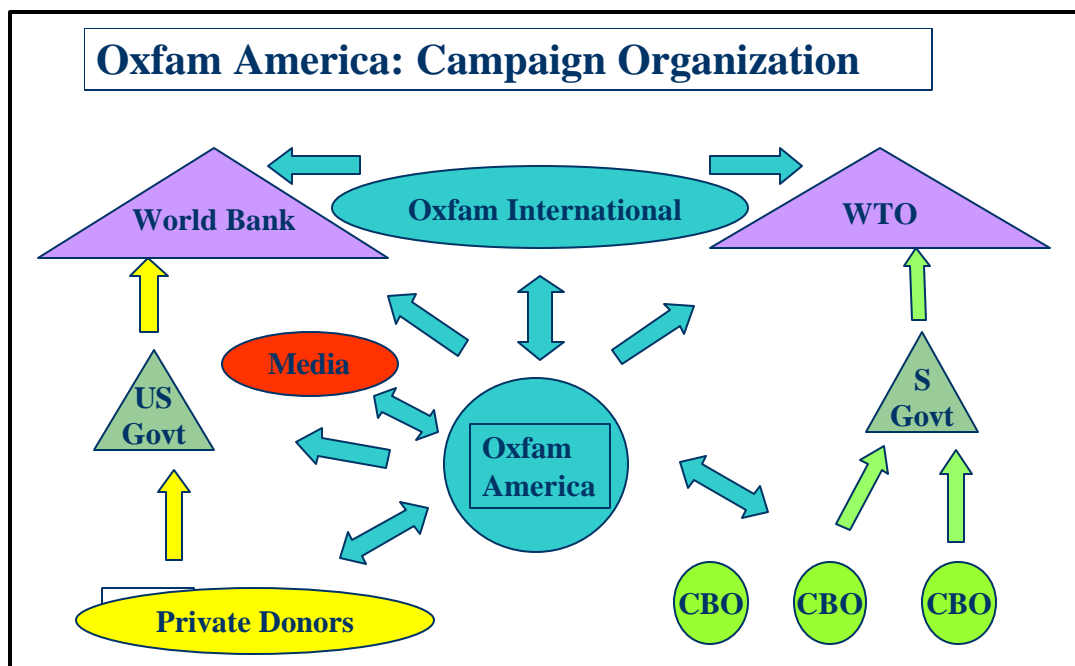 Oxfam America: Campaign Organization
World Bank
Oxfam International
WTO
Media
US
Govt
S
Govt
Oxfam
America
Private Donors
CBO
CBO
CBO